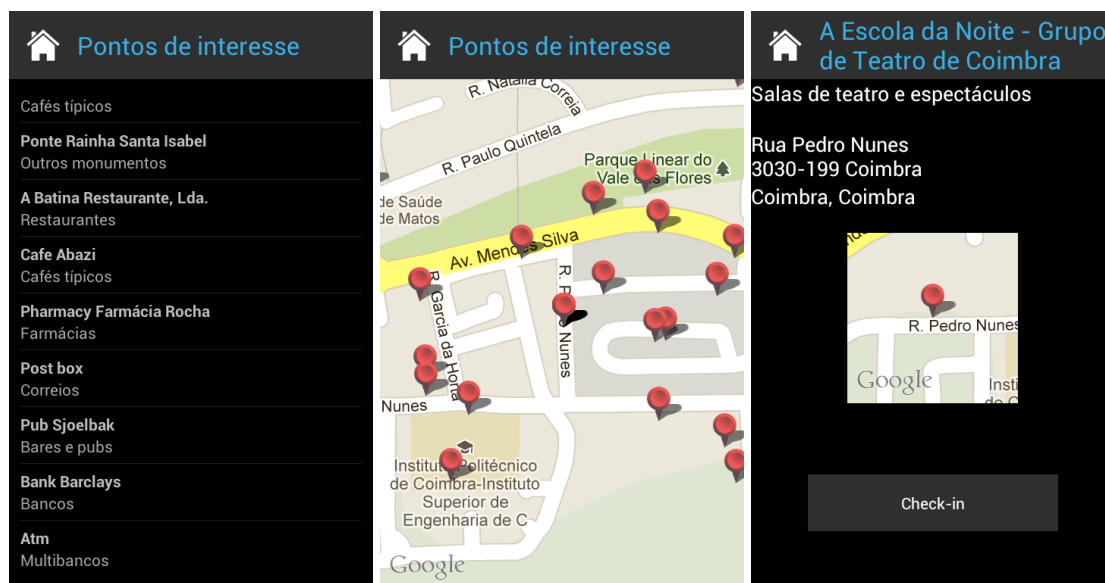 Pontos de interesse
Cafés típicos
Ponte Rainha Santa Isabel
Outros monumentos
A Batina Restaurante, Lda.
Restaurantes
Cafe Abazi
Cafés típicos
Pharmacy Farmácia Rocha
Farmácias
Post box
Correios
Pub Sjoelbak
Bares e pubs
Bank Barclays
Bancos
Atm
Multibancos
Pontos de interesse
R. Natália Correia
R. Paulo Quintela
Parque Linear do
Vale das Flores
de Saúde
de Matos
Av. Mendes Silva
R. Garcia da Horta
Nunes
Nunes
Instituto Politécnico
de Coimbra-Instituto
Superior de
Engenharia de C
Google
A Escola da Noite - Grupo
de Teatro de Coimbra
Salas de teatro e espectáculos
Rua Pedro Nunes
3030-199 Coimbra
Coimbra, Coimbra
R. Pedro Nunes
Google
Insti
Check-in